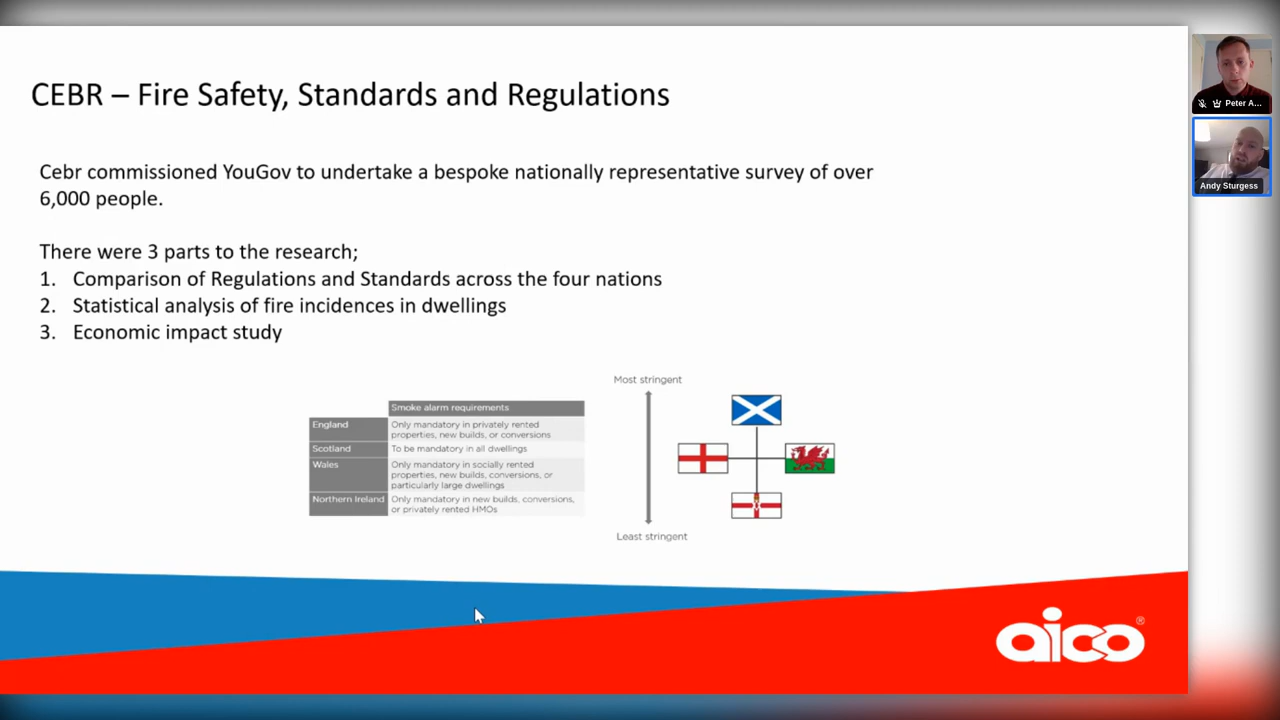 CEBR – Fire Safety, Standards and Regulations
Cebr commissioned YouGov to undertake a bespoke nationally representative survey of over
6,000 people.
There were 3 parts to the research;
1. Comparison of Regulations and Standards across the four nations
2. Statistical analysis of fire incidences in dwellings
3. Economic impact study
Smoke alarm requirements
England
Only mandatory in privately rented
properties, new builds, or conversions
Scotland
To be mandatory in all dwellings
Wales
Only mandatory in socially rented
properties, new builds, conversions, or
particularly large dwellings
Northern Ireland
Only mandatory in new builds, conversions,
or privately rented HMOs
Most stringent
Least stringent
aico®
Peter A...
Andy Sturgess